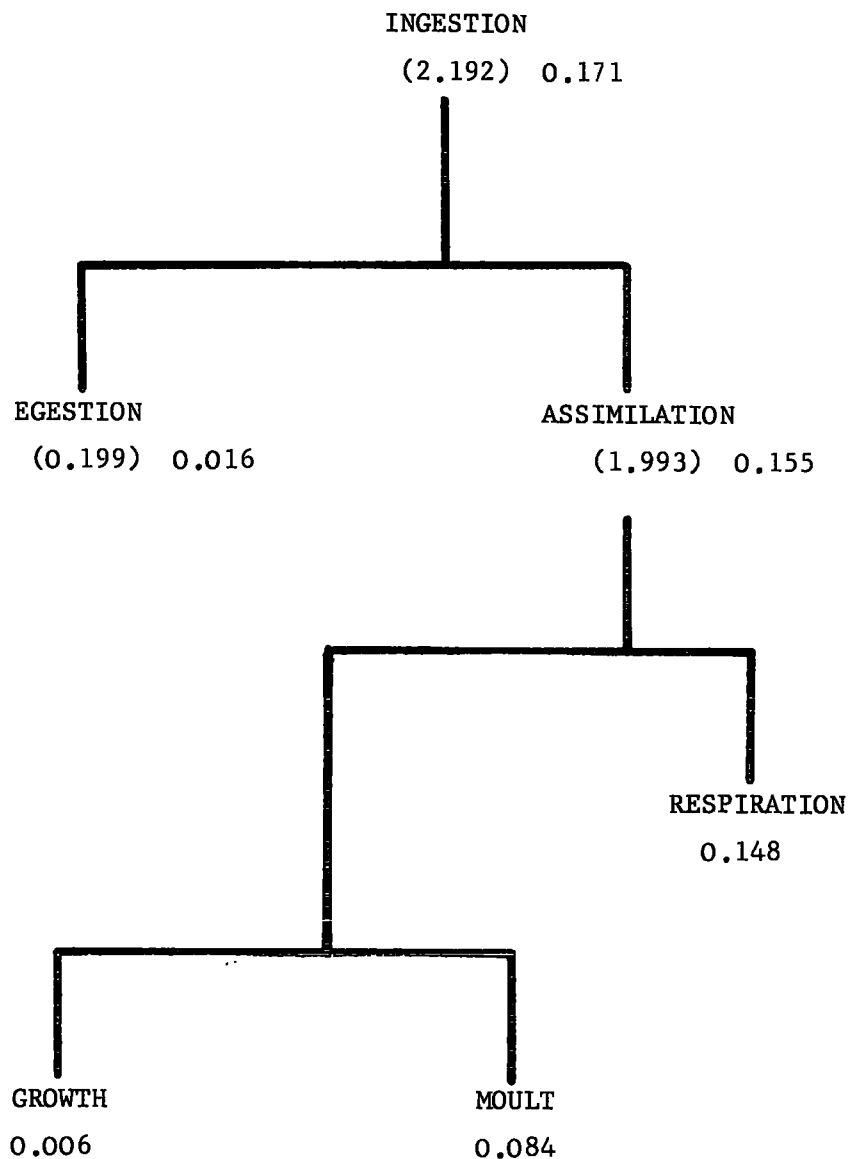 INGESTION
(2.192) 0.171
EGESTION
(0.199) 0.016
ASSIMILATION
(1.993) 0.155
RESPIRATION
0.148
GROWTH
0.006
MOULT
0.084